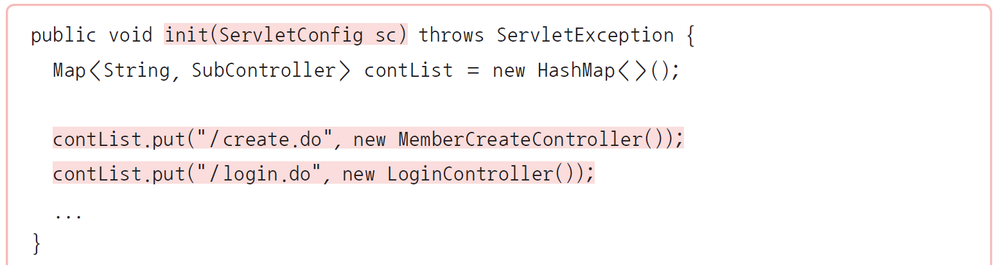 public void init(ServletConfig sc) throws ServletException {
  Map<String, SubController> contList = new HashMap<>();
  contList.put("/create.do", new MemberCreateController());
  contList.put("/login.do", new LoginController());
  ...
}